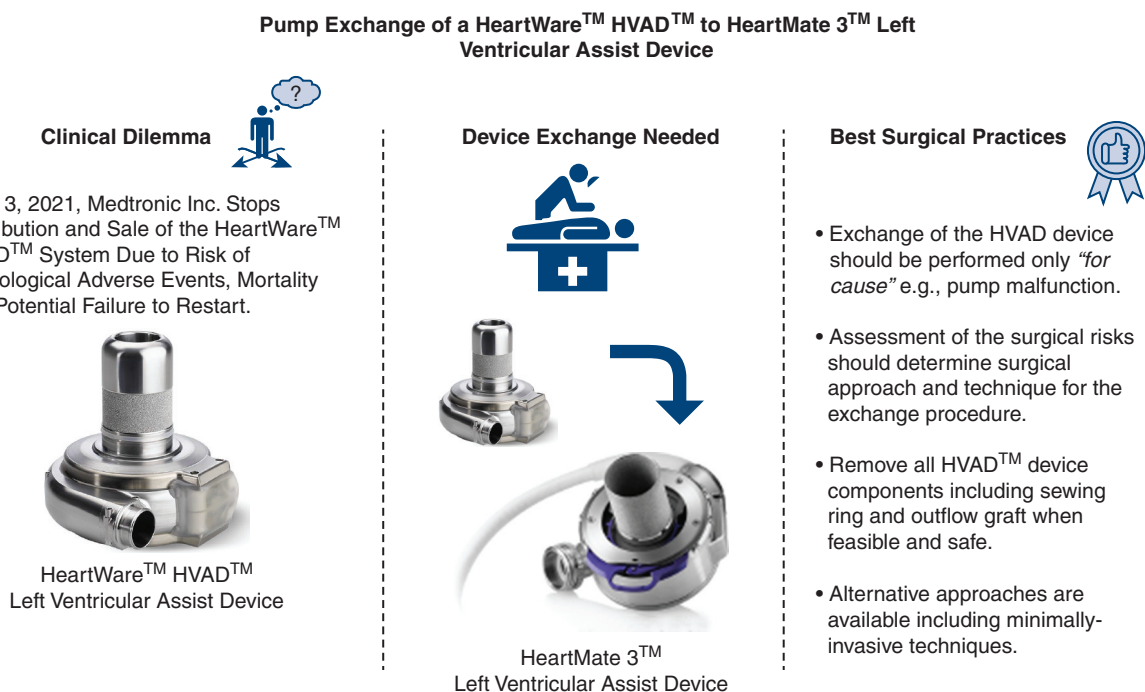 Pump Exchange of a HeartWare™ HVAD™ to HeartMate 3™ Left
Ventricular Assist Device
?
Clinical Dilemma
3, 2021, Medtronic Inc. Stops
bution and Sale of the HeartWare™
™ System Due to Risk of
ological Adverse Events, Mortality
Potential Failure to Restart.
HeartWare™ HVAD™
Left Ventricular Assist Device
Device Exchange Needed
HeartMate 3™
Left Ventricular Assist Device
Best Surgical Practices
• Exchange of the HVAD device
should be performed only "for
cause" e.g., pump malfunction.
• Assessment of the surgical risks
should determine surgical
approach and technique for the
exchange procedure.
• Remove all HVAD™ device
components including sewing
ring and outflow graft when
feasible and safe.
• Alternative approaches are
available including minimally-
invasive techniques.